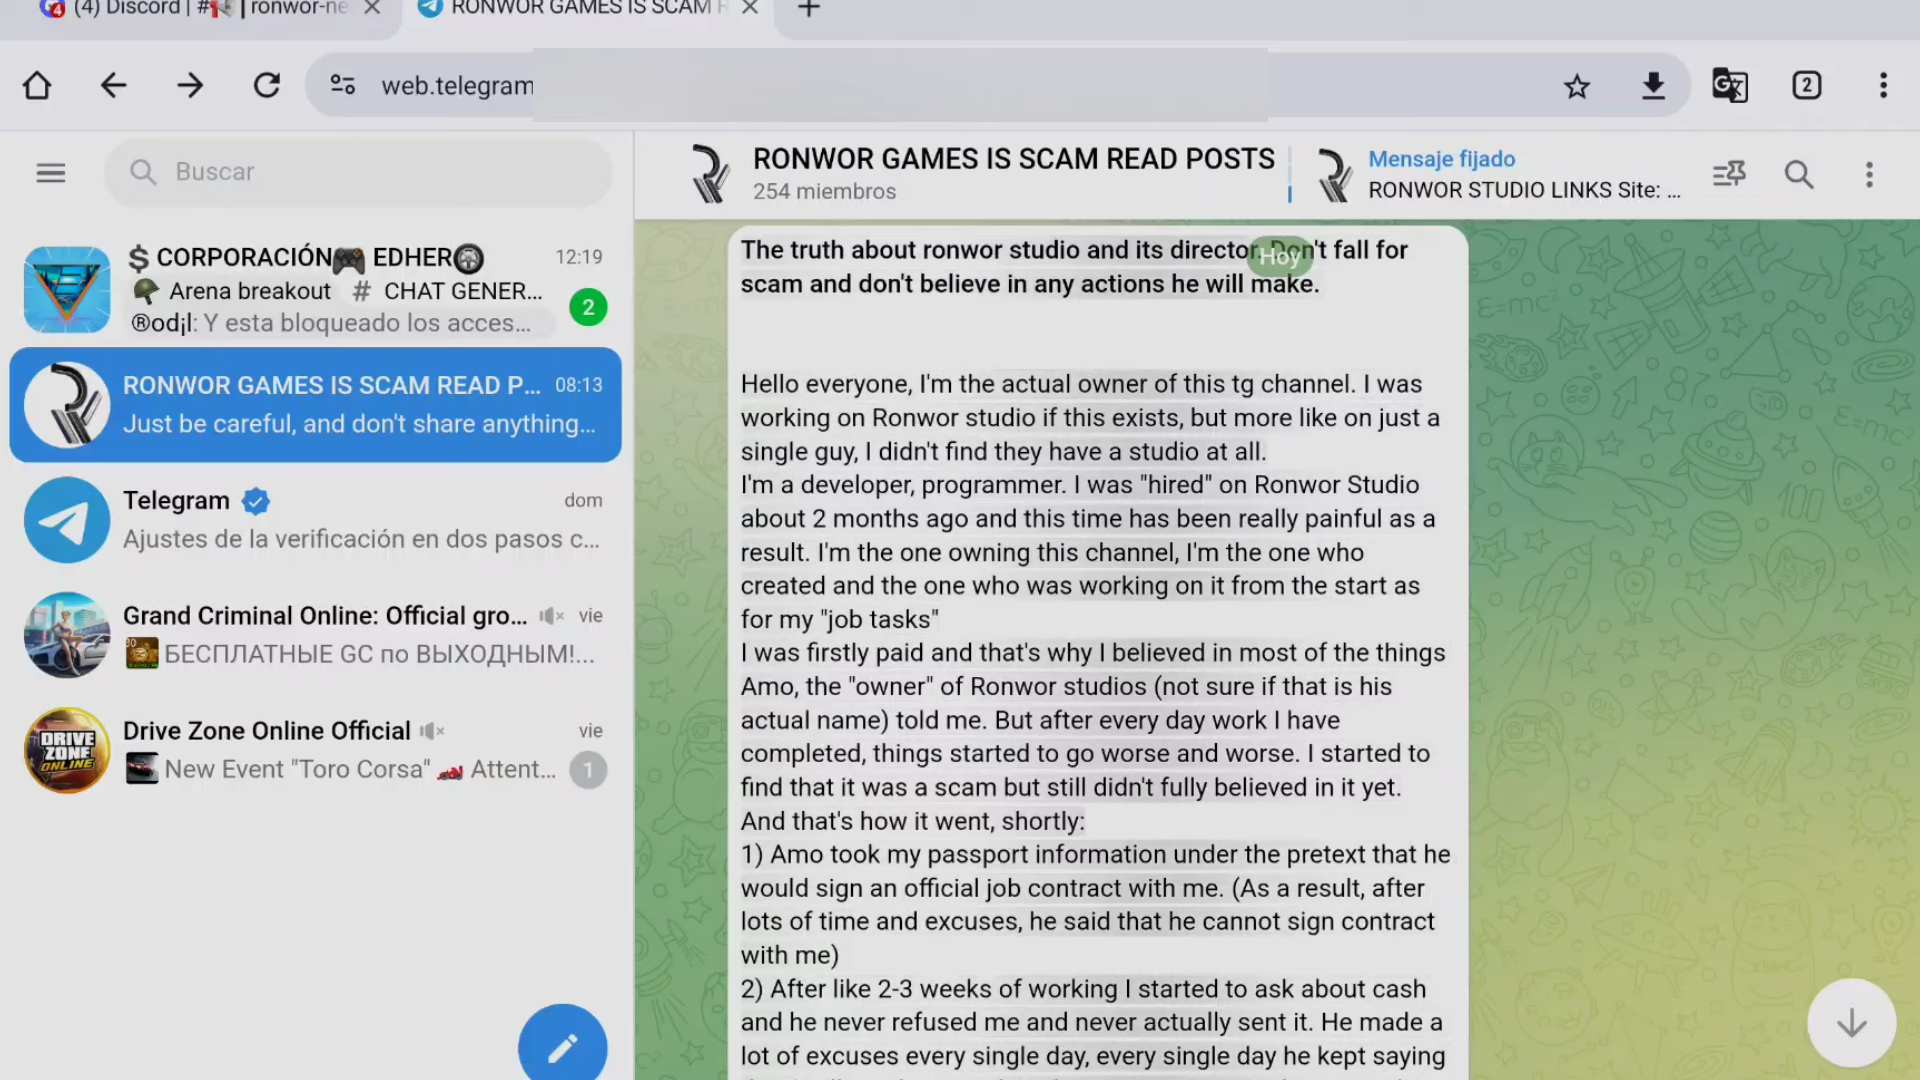 (4) Discord | # | ronwor-ne
RONWOR GAMES IS SCAM R
web.telegram
2
Buscar
$ CORPORACIÓN🎮 EDHER🛞
12:19
🪖 Arena breakout # CHAT GENER...
®od¡l: Y esta bloqueado los acces...
2
RONWOR GAMES IS SCAM READ P...
08:13
Just be careful, and don't share anything...
Telegram
dom
Ajustes de la verificación en dos pasos c...
Grand Criminal Online: Official gro...
vie
БЕСПЛАТНЫЕ GC по ВЫХОДНЫМ!...
DRIVE ZONE ONLINE
Drive Zone Online Official
vie
New Event "Toro Corsa" 🏎️ Attent...
1
RONWOR GAMES IS SCAM READ POSTS
254 miembros
Mensaje fijado
RONWOR STUDIO LINKS Site: ...
Hoy
The truth about ronwor studio and its director. Don't fall for
scam and don't believe in any actions he will make.
Hello everyone, I'm the actual owner of this tg channel. I was
working on Ronwor studio if this exists, but more like on just a
single guy, I didn't find they have a studio at all.
I'm a developer, programmer. I was "hired" on Ronwor Studio
about 2 months ago and this time has been really painful as a
result. I'm the one owning this channel, I'm the one who
created and the one who was working on it from the start as
for my "job tasks"
I was firstly paid and that's why I believed in most of the things
Amo, the "owner" of Ronwor studios (not sure if that is his
actual name) told me. But after every day work I have
completed, things started to go worse and worse. I started to
find that it was a scam but still didn't fully believed in it yet.
And that's how it went, shortly:
1) Amo took my passport information under the pretext that he
would sign an official job contract with me. (As a result, after
lots of time and excuses, he said that he cannot sign contract
with me)
2) After like 2-3 weeks of working I started to ask about cash
and he never refused me and never actually sent it. He made a
lot of excuses every single day, every single day he kept saying